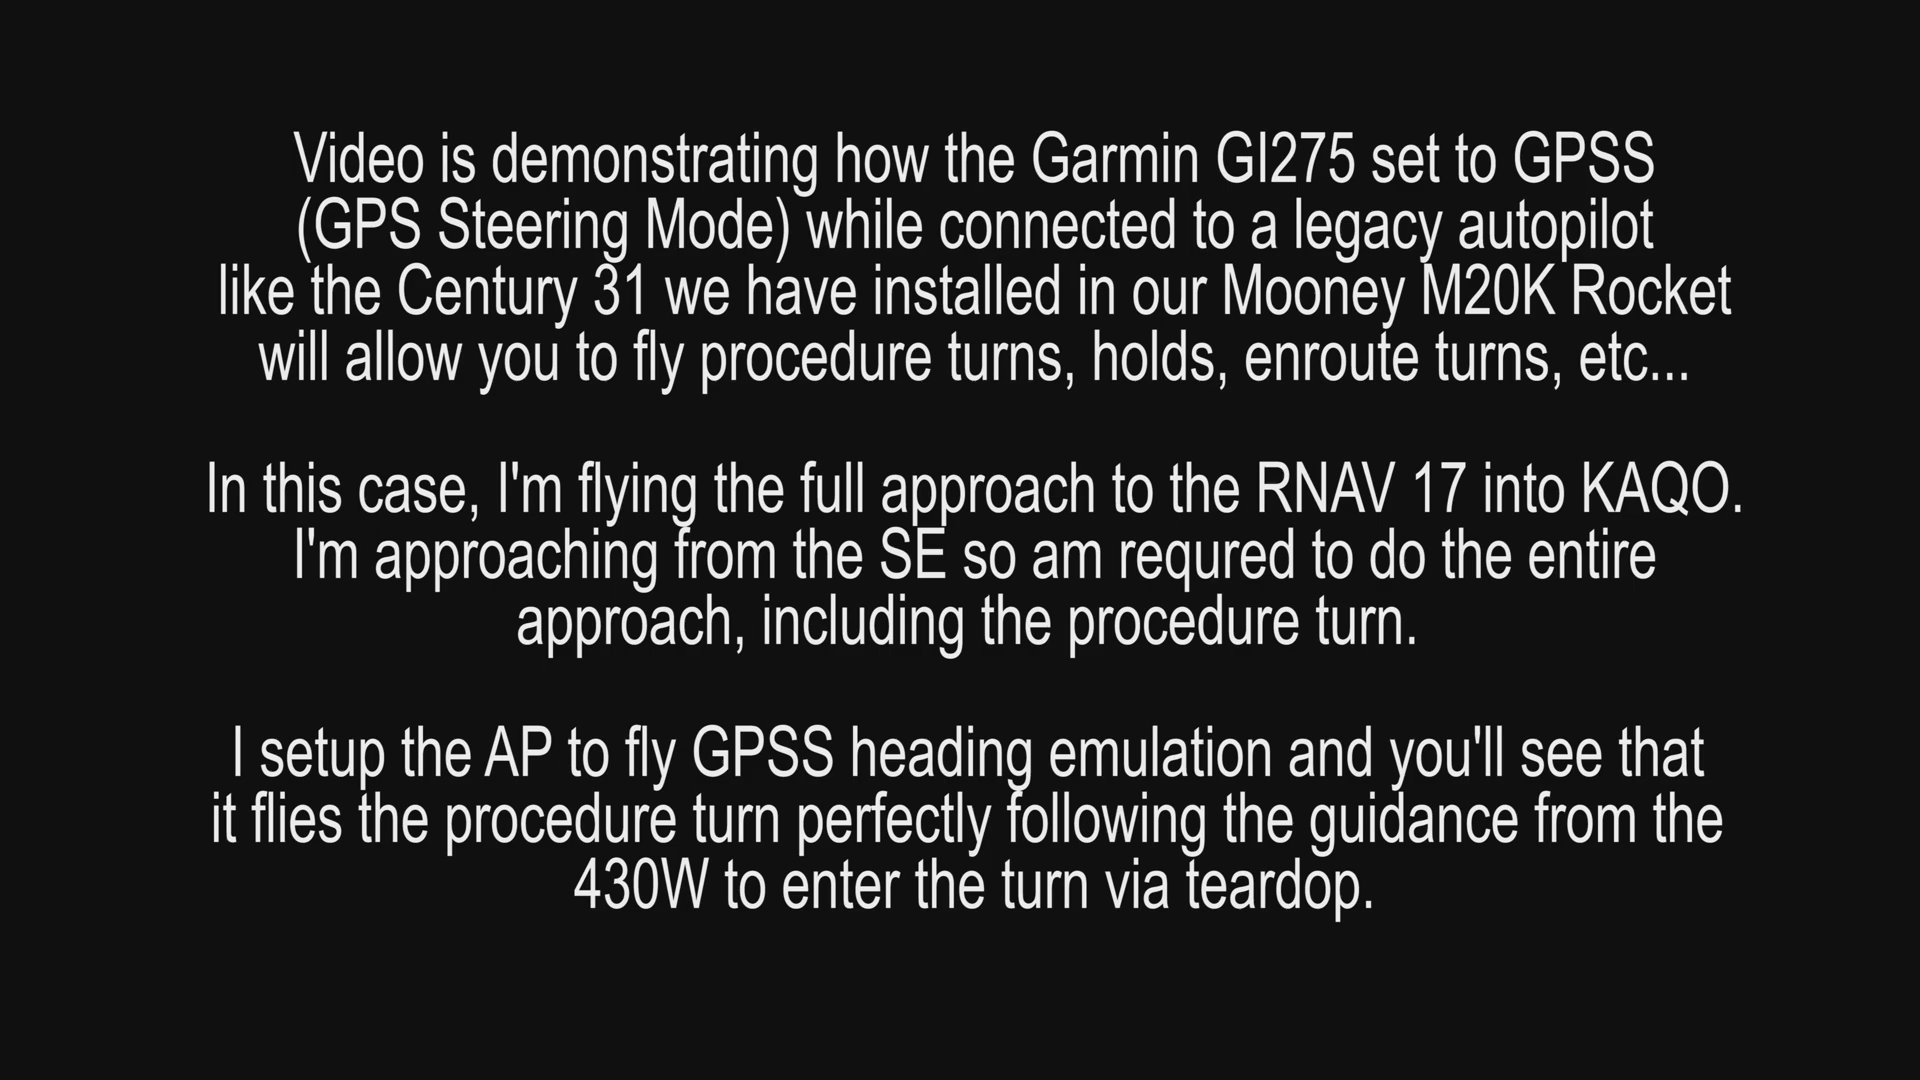 Video is demonstrating how the Garmin GI275 set to GPSS
(GPS Steering Mode) while connected to a legacy autopilot
like the Century 31 we have installed in our Mooney M20K Rocket
will allow you to fly procedure turns, holds, enroute turns, etc...
In this case, I'm flying the full approach to the RNAV 17 into KAQO.
I'm approaching from the SE so am requred to do the entire
approach, including the procedure turn.
I setup the AP to fly GPSS heading emulation and you'll see that
it flies the procedure turn perfectly following the guidance from the
430W to enter the turn via teardop.